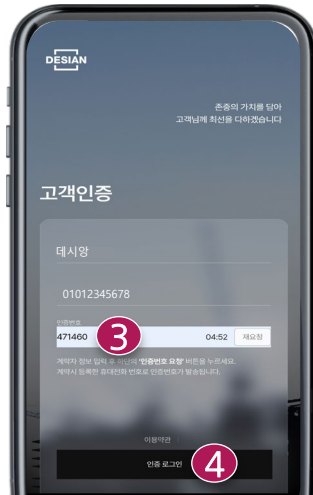 DESIAN
존중의 가치를 담아
고객님께 최선을 다하겠습니다
고객인증
데시앙
01012345678
인증번호
471460
3
04:52
재요청
계약자 정보 입력 후 하단에 '인증번호 요청' 버튼을 누르세요.
계약시 등록한 휴대전화 번호로 인증번호가 발송됩니다.
이용약관
인증 로그인
4